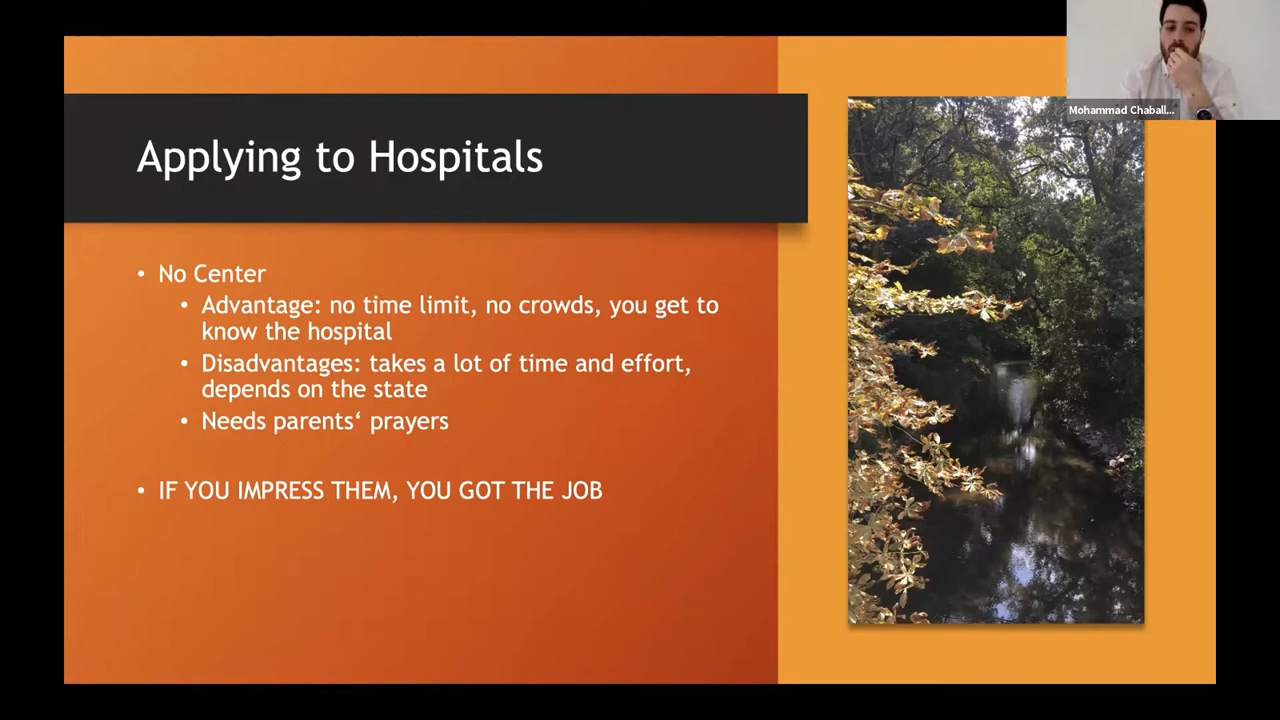 Mohammad Chaball...
Applying to Hospitals
• No Center
• Advantage: no time limit, no crowds, you get to
know the hospital
• Disadvantages: takes a lot of time and effort,
depends on the state
• Needs parents‘ prayers
• IF YOU IMPRESS THEM, YOU GOT THE JOB